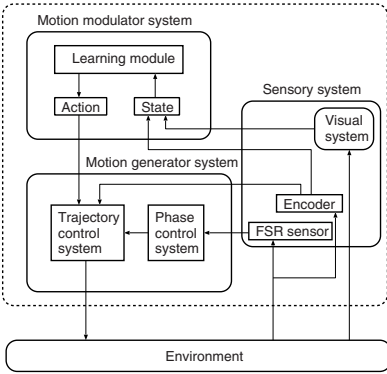 Motion modulator system
Learning module
Action
State
Sensory system
Visual
system
Motion generator system
Encoder
FSR sensor
Trajectory
control
system
Phase
control
system
Environment